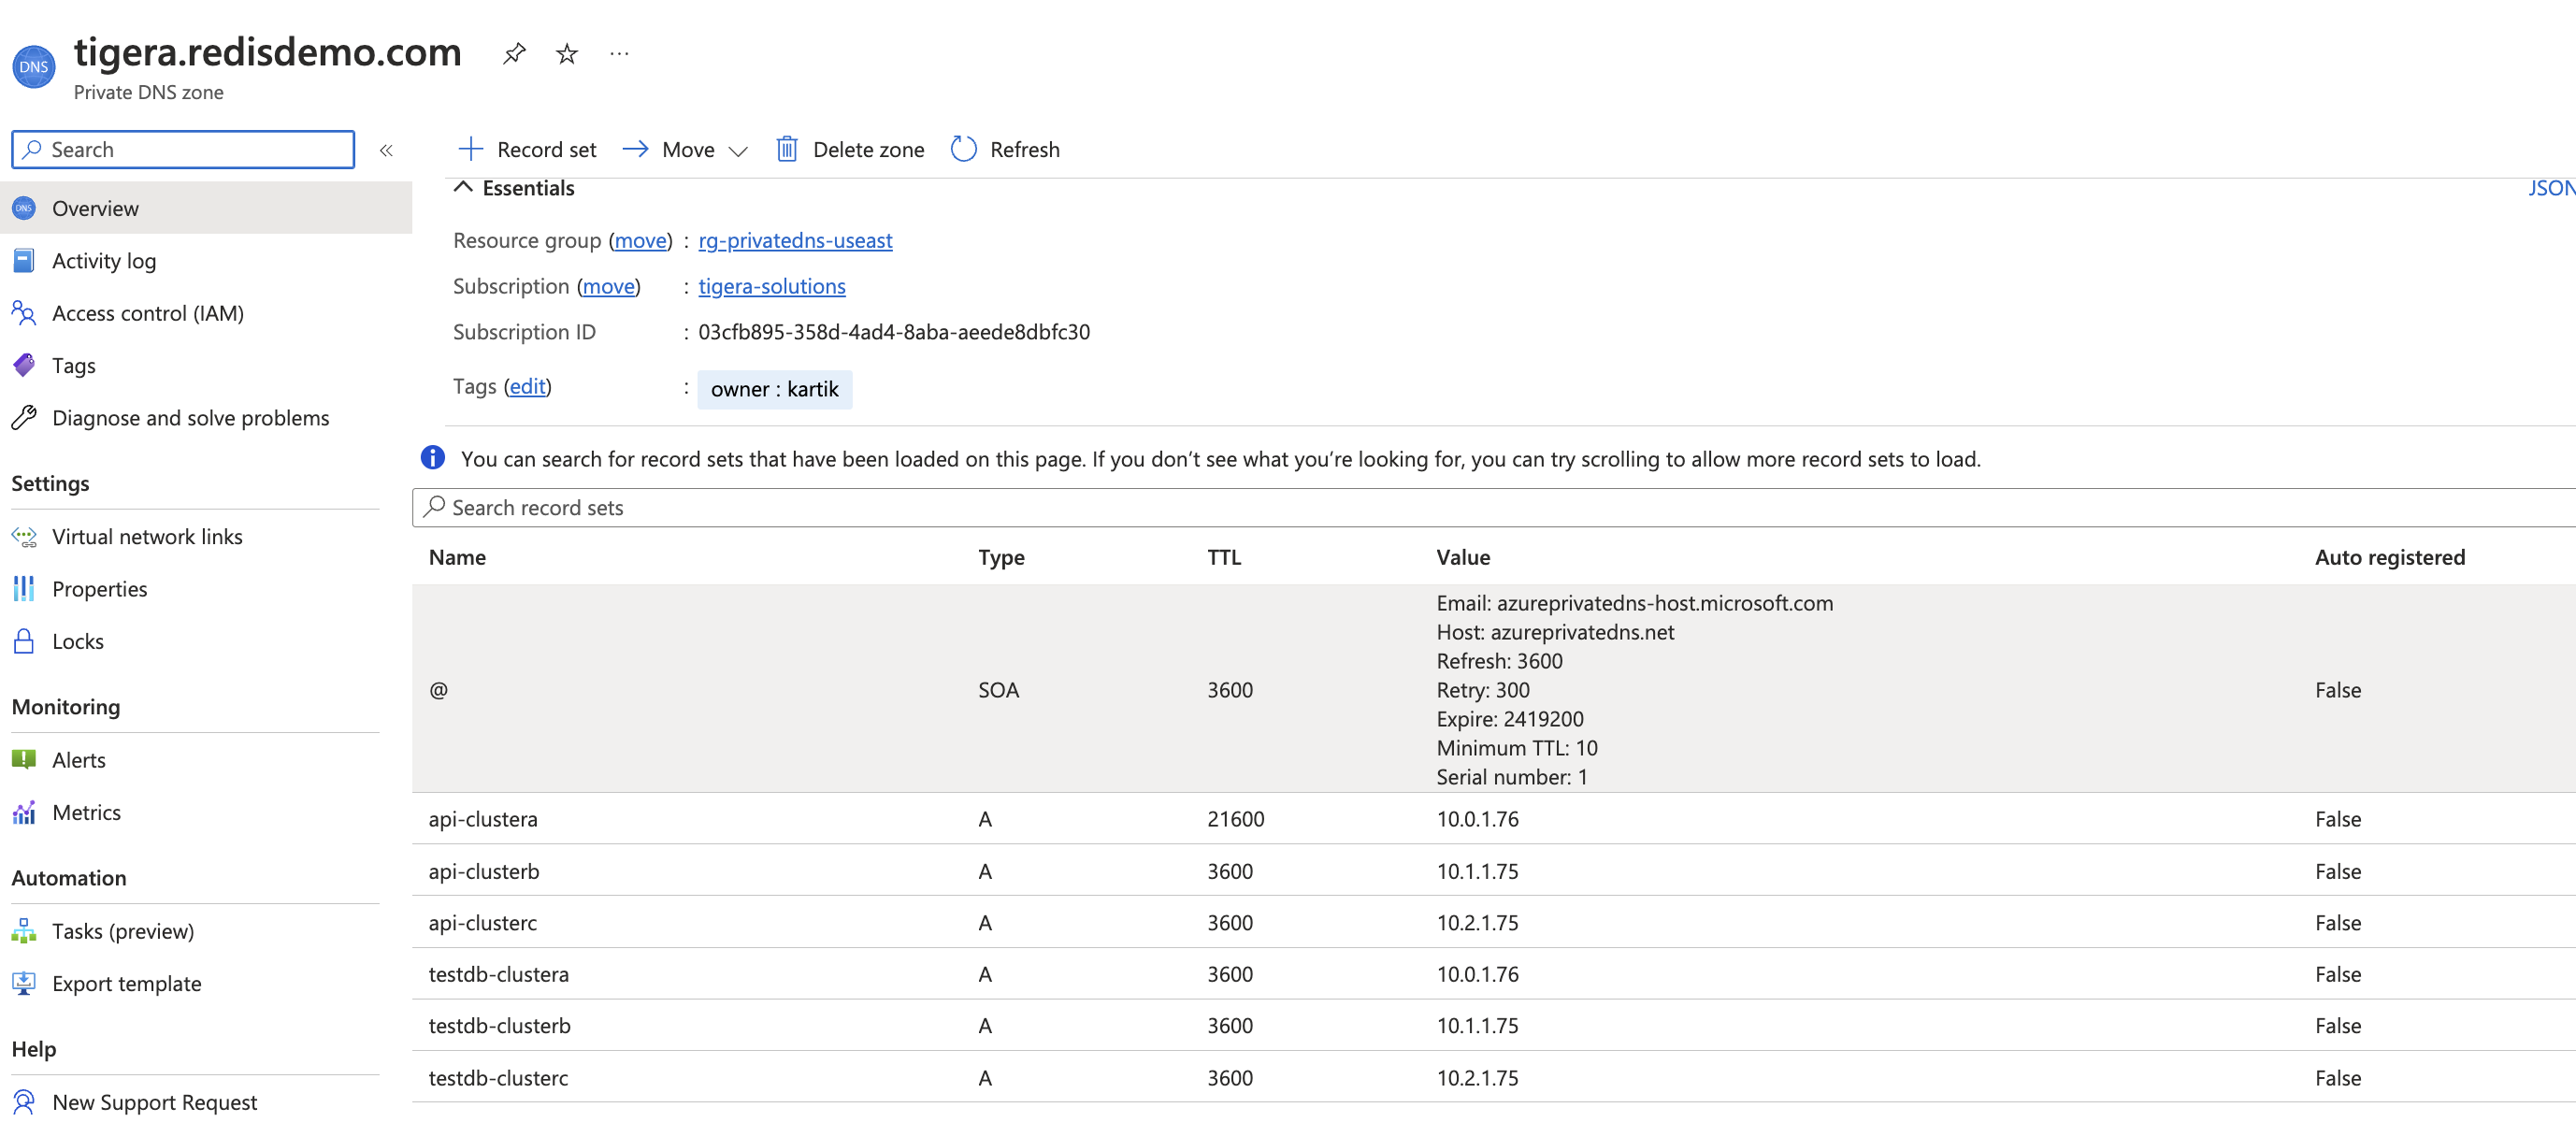 DNS
tigera.redisdemo.com
Private DNS zone
Search
Record set
Move
Delete zone
Refresh
Overview
Activity log
Access control (IAM)
Tags
Diagnose and solve problems
Settings
Virtual network links
Properties
Locks
Monitoring
Alerts
Metrics
Automation
Tasks (preview)
Export template
Help
New Support Request
Essentials
JSON
Resource group (move) : rg-privatedns-useast
Subscription (move) : tigera-solutions
Subscription ID : 03cfb895-358d-4ad4-8aba-aeede8dbfc30
Tags (edit) : owner : kartik
You can search for record sets that have been loaded on this page. If you don’t see what you’re looking for, you can try scrolling to allow more record sets to load.
Search record sets
Name Type TTL Value Auto registered
Email: azureprivatedns-host.microsoft.com
Host: azureprivatedns.net
Refresh: 3600
@ SOA 3600 Retry: 300 False
Expire: 2419200
Minimum TTL: 10
Serial number: 1
api-clustera A 21600 10.0.1.76 False
api-clusterb A 3600 10.1.1.75 False
api-clusterc A 3600 10.2.1.75 False
testdb-clustera A 3600 10.0.1.76 False
testdb-clusterb A 3600 10.1.1.75 False
testdb-clusterc A 3600 10.2.1.75 False